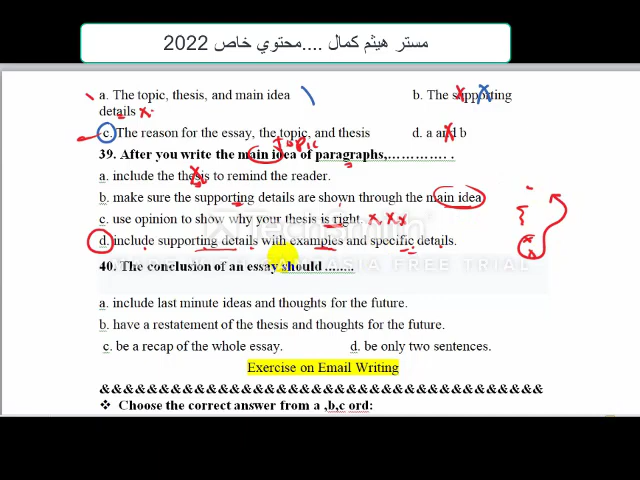 مستر هيثم كمال ....محتوي خاص 2022
a. The topic, thesis, and main idea b. The supporting
details
c. The reason for the essay, the topic, and thesis d. a and b
topic
39. After you write the main idea of paragraphs,............. .
a. include the thesis to remind the reader.
b. make sure the supporting details are shown through the main idea
c. use opinion to show why your thesis is right.
d. include supporting details with examples and specific details.
TechSmith
MADE WITH CAMTASIA FREE TRIAL
40. The conclusion of an essay should ........
a. include last minute ideas and thoughts for the future.
b. have a restatement of the thesis and thoughts for the future.
c. be a recap of the whole essay. d. be only two sentences.
Exercise on Email Writing
&&&&&&&&&&&&&&&&&&&&&&&&&&&&&&&&&&&&&
❖ Choose the correct answer from a ,b,c ord: